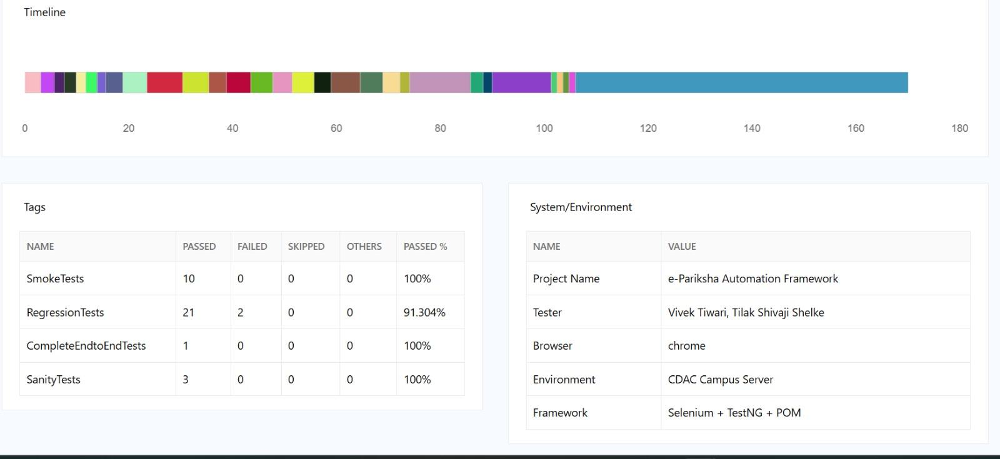 Timeline
0 20 40 60 80 100 120 140 160 180
Tags
NAME PASSED FAILED SKIPPED OTHERS PASSED %
SmokeTests 10 0 0 0 100%
RegressionTests 21 2 0 0 91.304%
CompleteEndtoEndTests 1 0 0 0 100%
SanityTests 3 0 0 0 100%
System/Environment
NAME VALUE
Project Name e-Pariksha Automation Framework
Tester Vivek Tiwari, Tilak Shivaji Shelke
Browser chrome
Environment CDAC Campus Server
Framework Selenium + TestNG + POM